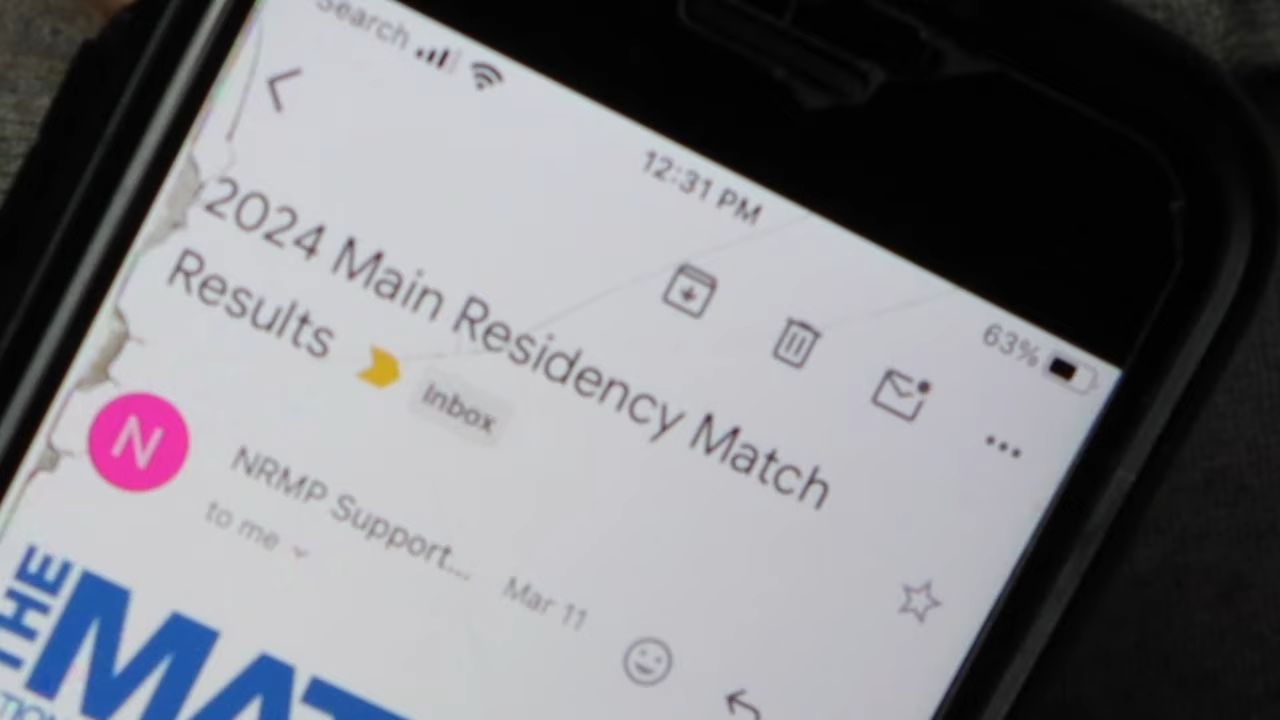 Search
12:31 PM
63%
2024 Main Residency Match
Results
Inbox
N
NRMP Support...
Mar 11
to me
THE
MAT